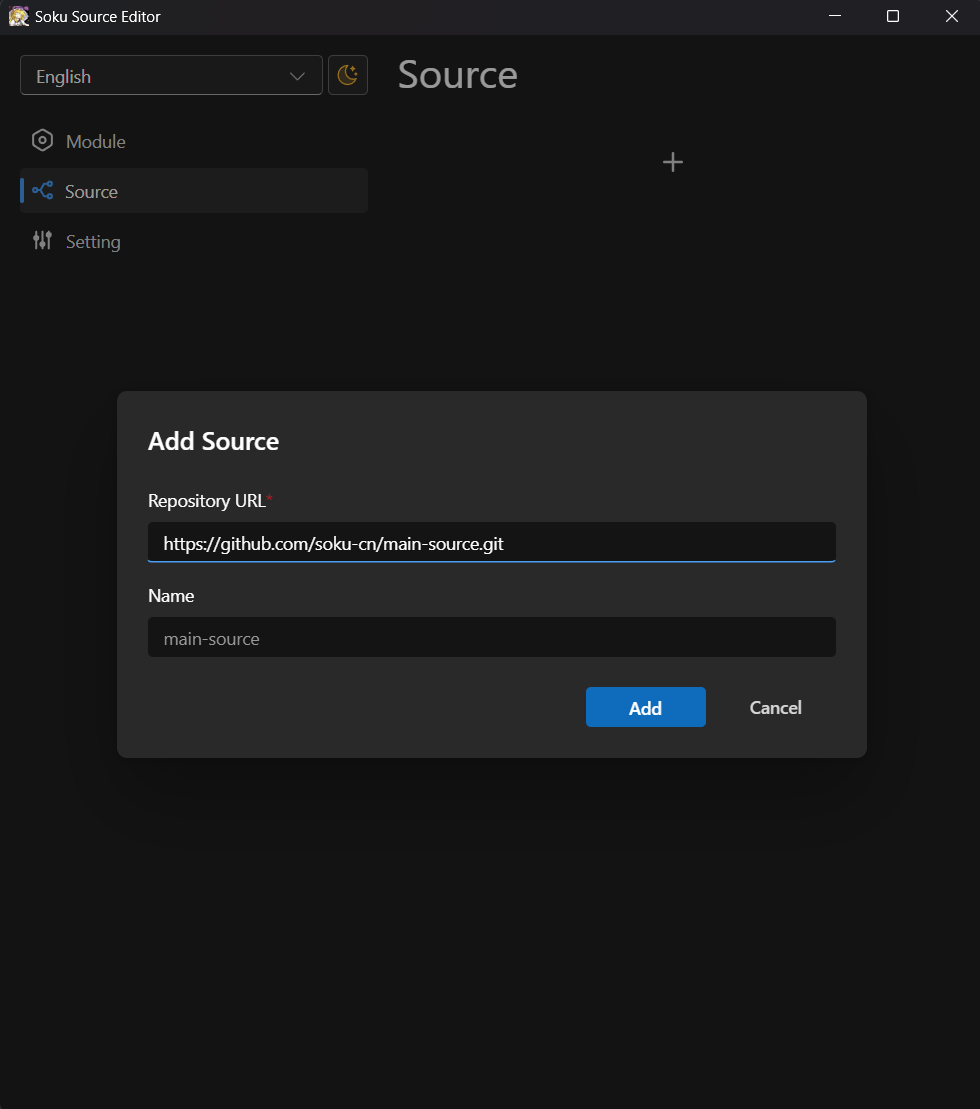 Soku Source Editor
English
Source
Module
Source
Setting
Add Source
Repository URL*
https://github.com/soku-cn/main-source.git
Name
main-source
Add
Cancel